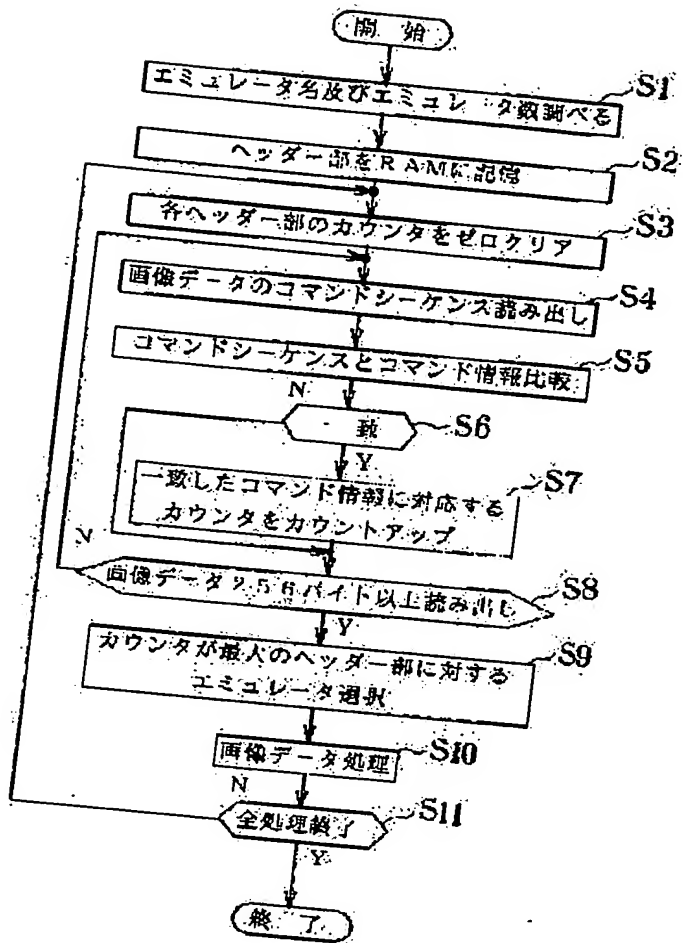 開 始
エミュレータ名及びエミュレータ数調べる
S1
ヘッダー部をRAMに記憶
S2
各ヘッダー部のカウンタをゼロクリア
S3
画像データのコマンドシーケンス読み出し
S4
コマンドシーケンスとコマンド情報比較
S5
N
一致
S6
Y
一致したコマンド情報に対応する
カウンタをカウントアップ
S7
N
画像データ256バイト以上読み出し
S8
Y
カウンタが最大のヘッダー部に対する
エミュレータ選択
S9
画像データ処理
S10
N
全処理終了
S11
Y
終 了